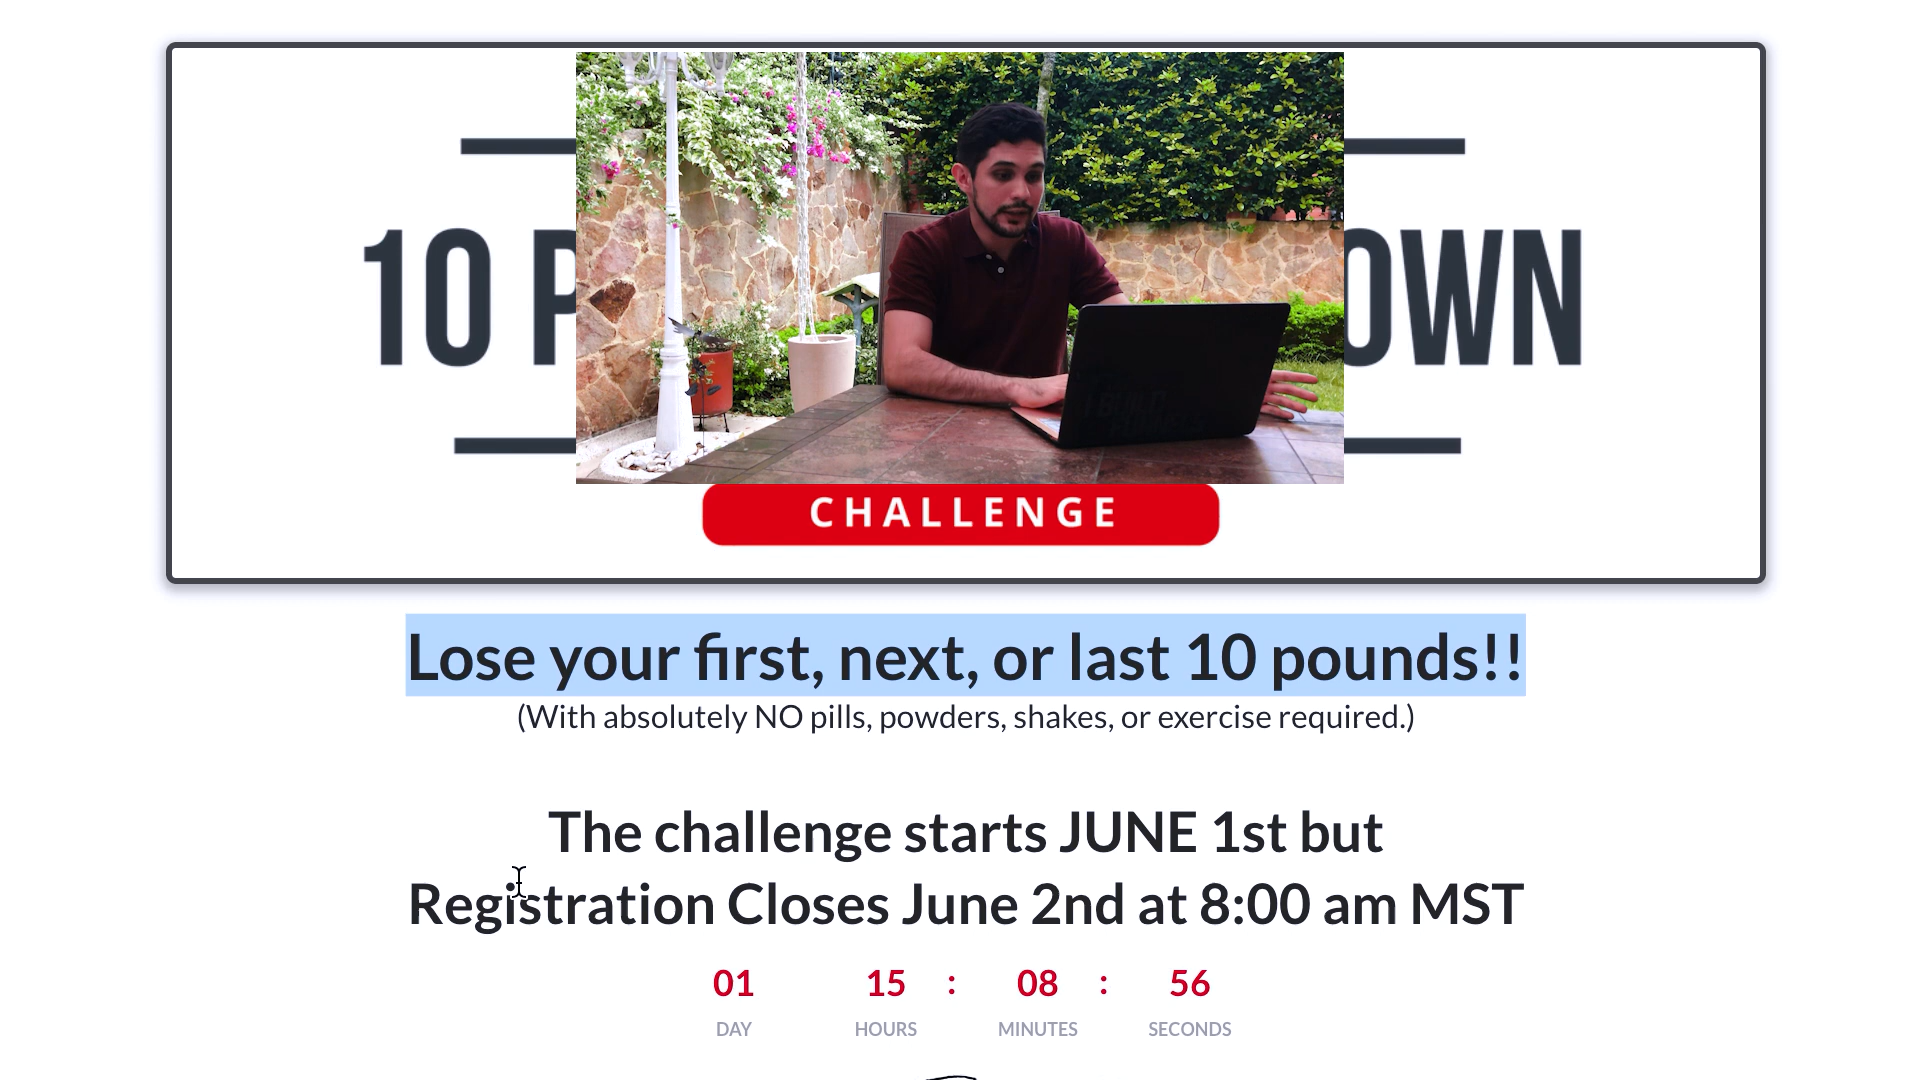 10 P OWN
CHALLENGE
Lose your first, next, or last 10 pounds!!
(With absolutely NO pills, powders, shakes, or exercise required.)
The challenge starts JUNE 1st but
Registration Closes June 2nd at 8:00 am MST
01 15 : 08 : 56
DAY HOURS MINUTES SECONDS